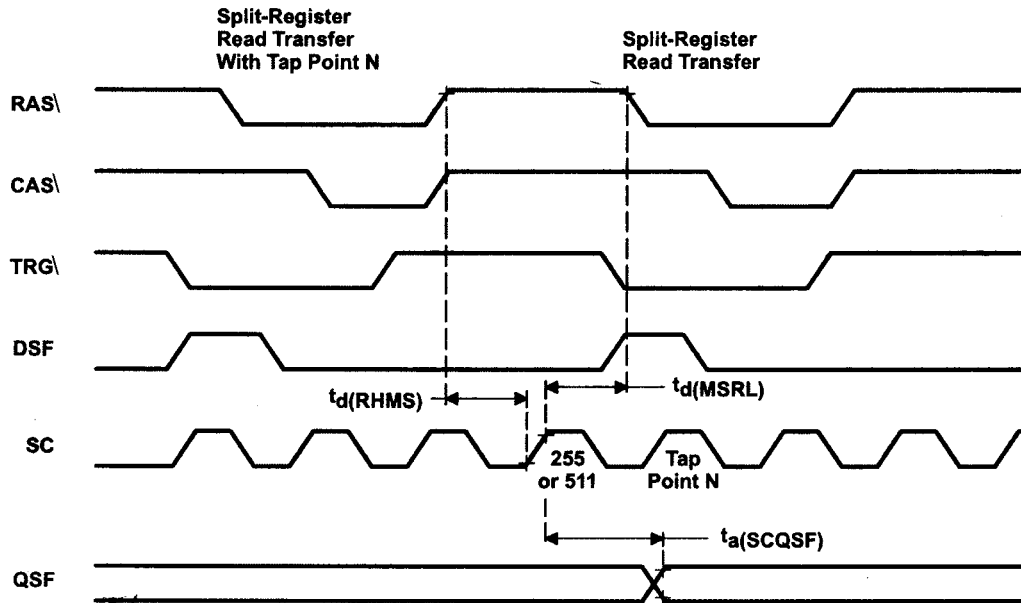 Split-Register
Read Transfer
With Tap Point N
Split-Register
Read Transfer
RAS\
CAS\
TRG\
DSF
td(RHMS)
td(MSRL)
SC
255
or 511
Tap
Point N
ta(SCQSF)
QSF